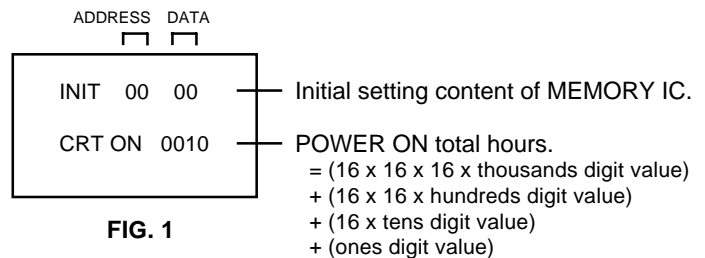 ADDRESS DATA
INIT 00 00
Initial setting content of MEMORY IC.
CRT ON 0010
POWER ON total hours.
= (16 x 16 x 16 x thousands digit value)
+ (16 x 16 x hundreds digit value)
+ (16 x tens digit value)
+ (ones digit value)
FIG. 1